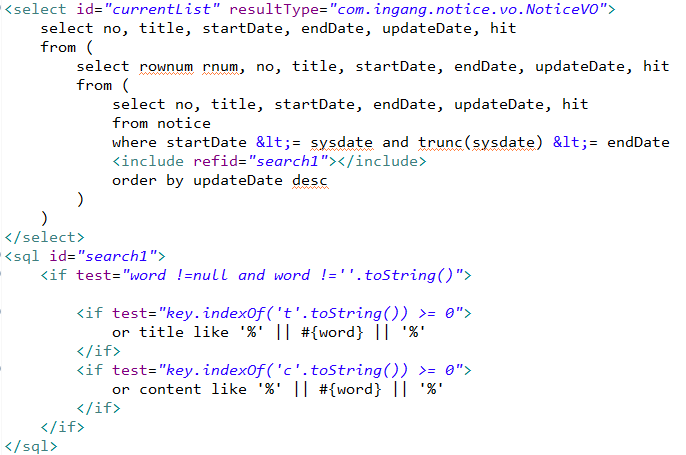 <select id="currentList" resultType="com.ingang.notice.vo.NoticeVO">
select no, title, startDate, endDate, updateDate, hit
from (
select rownum rnum, no, title, startDate, endDate, updateDate, hit
from (
select no, title, startDate, endDate, updateDate, hit
from notice
where startDate &lt;= sysdate and trunc(sysdate) &lt;= endDate
<include refid="search1"></include>
order by updateDate desc
)
)
</select>
<sql id="search1">
<if test="word !=null and word !=''.toString()">
<if test="key.indexOf('t'.toString()) >= 0">
or title like '%' || #{word} || '%'
</if>
<if test="key.indexOf('c'.toString()) >= 0">
or content like '%' || #{word} || '%'
</if>
</if>
</sql>